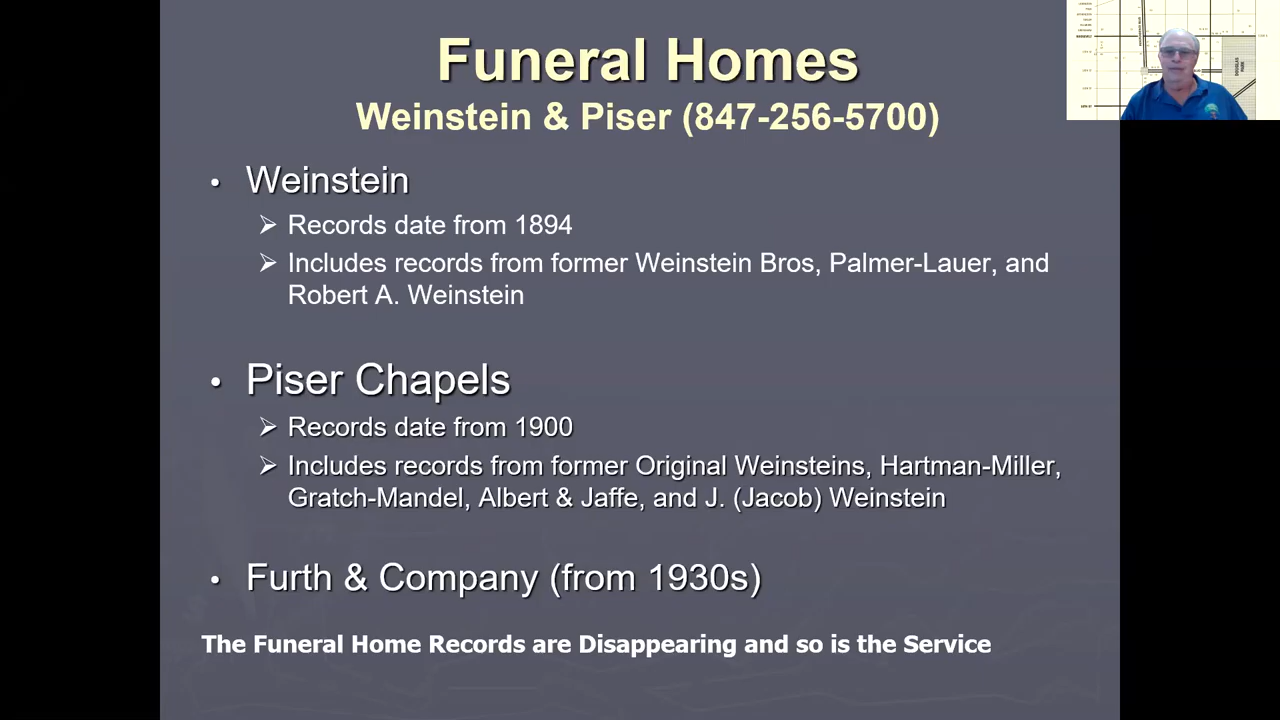 Funeral Homes
Weinstein & Piser (847-256-5700)
• Weinstein
➢ Records date from 1894
➢ Includes records from former Weinstein Bros, Palmer-Lauer, and
Robert A. Weinstein
• Piser Chapels
➢ Records date from 1900
➢ Includes records from former Original Weinsteins, Hartman-Miller,
Gratch-Mandel, Albert & Jaffe, and J. (Jacob) Weinstein
• Furth & Company (from 1930s)
The Funeral Home Records are Disappearing and so is the Service
DOUGLAS
PARK